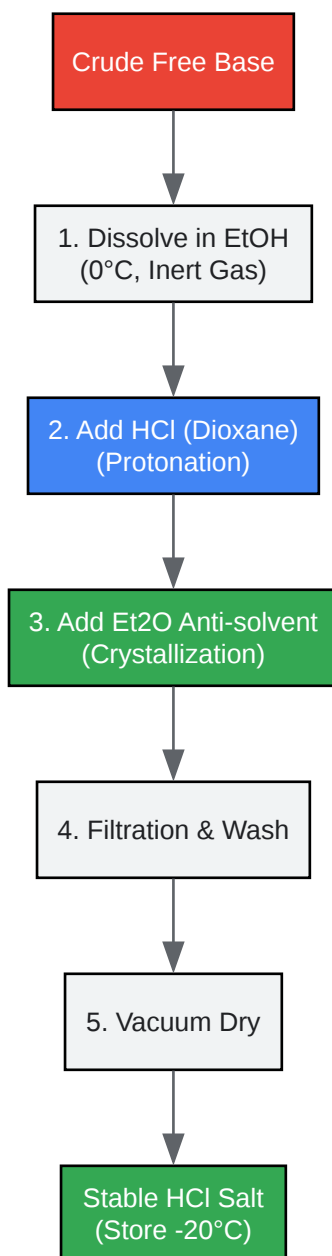 Crude Free Base
1. Dissolve in EtOH
(0°C, Inert Gas)
2. Add HCl (Dioxane)
(Protonation)
3. Add Et2O Anti-solvent
(Crystallization)
4. Filtration & Wash
5. Vacuum Dry
Stable HCl Salt
(Store -20°C)